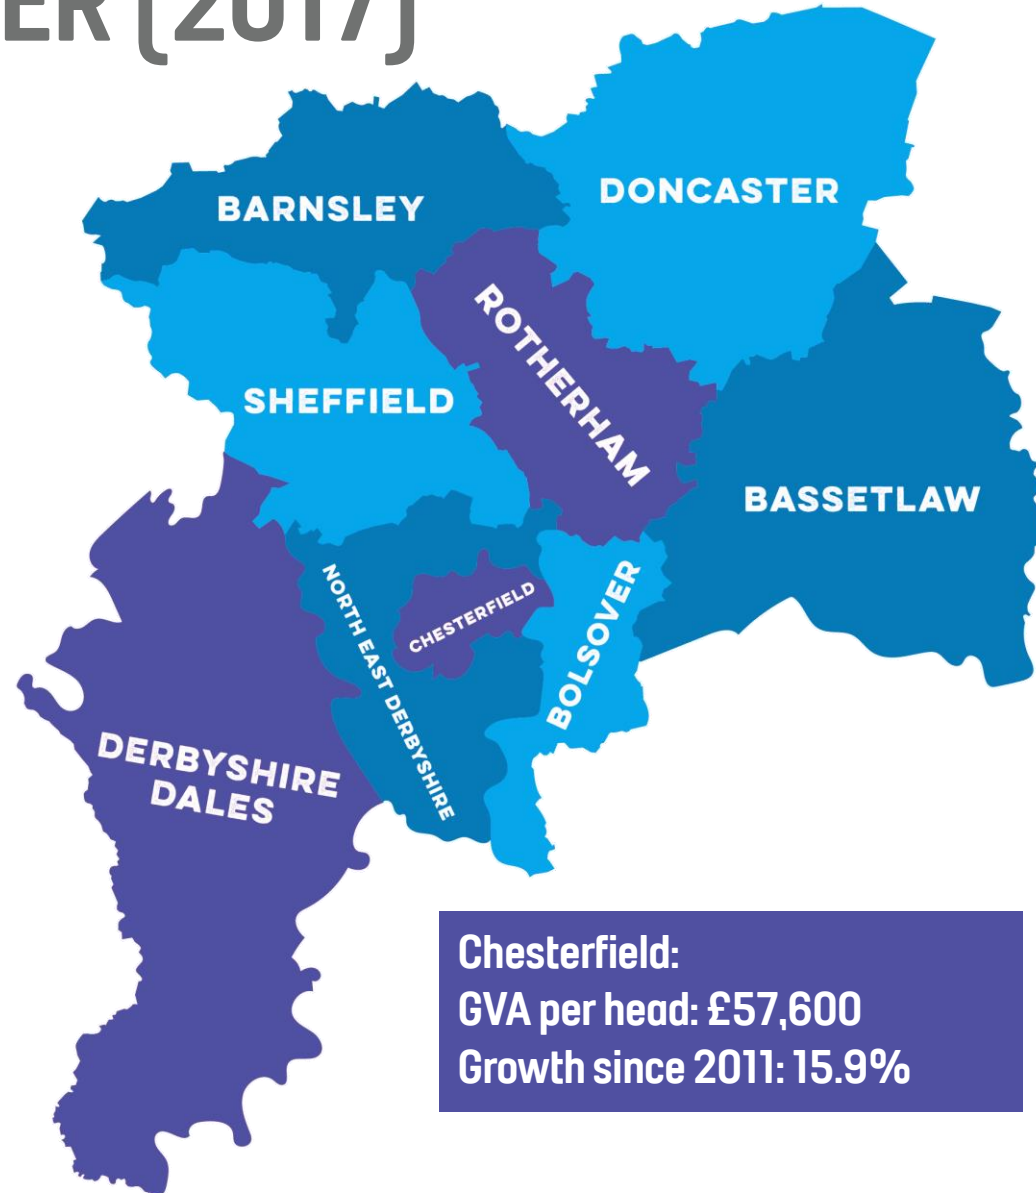 ER (2017)
BARNSLEY
DONCASTER
ROTHERHAM
SHEFFIELD
BASSETLAW
NORTH EAST DERBYSHIRE
CHESTERFIELD
BOLSOVER
DERBYSHIRE
DALES
Chesterfield:
GVA per head: £57,600
Growth since 2011: 15.9%